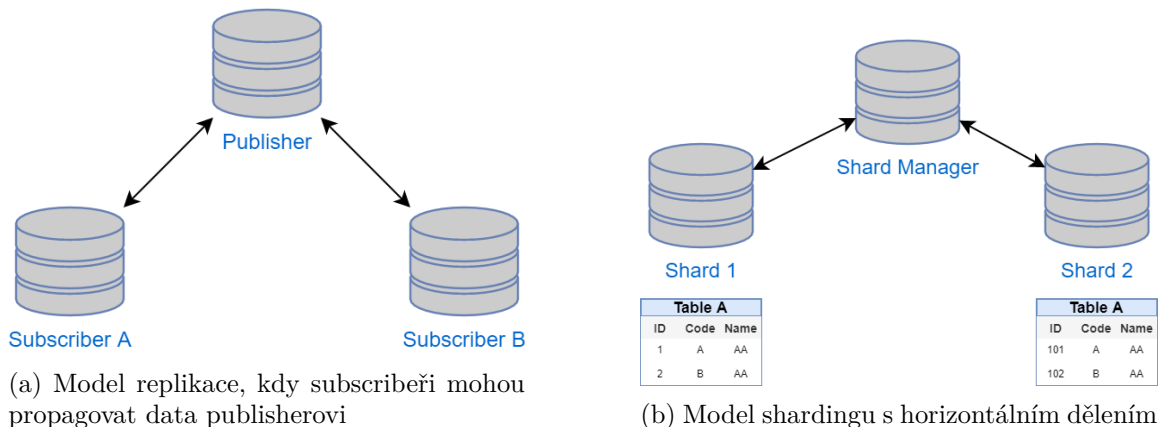 Publisher
Subscriber A
Subscriber B
(a) Model replikace, kdy subscribeři mohou
propagovat data publisherovi
Shard Manager
Shard 1
Shard 2
Table A
ID Code Name
1 A AA
2 B AA
Table A
ID Code Name
101 A AA
102 B AA
(b) Model shardingu s horizontálním dělením